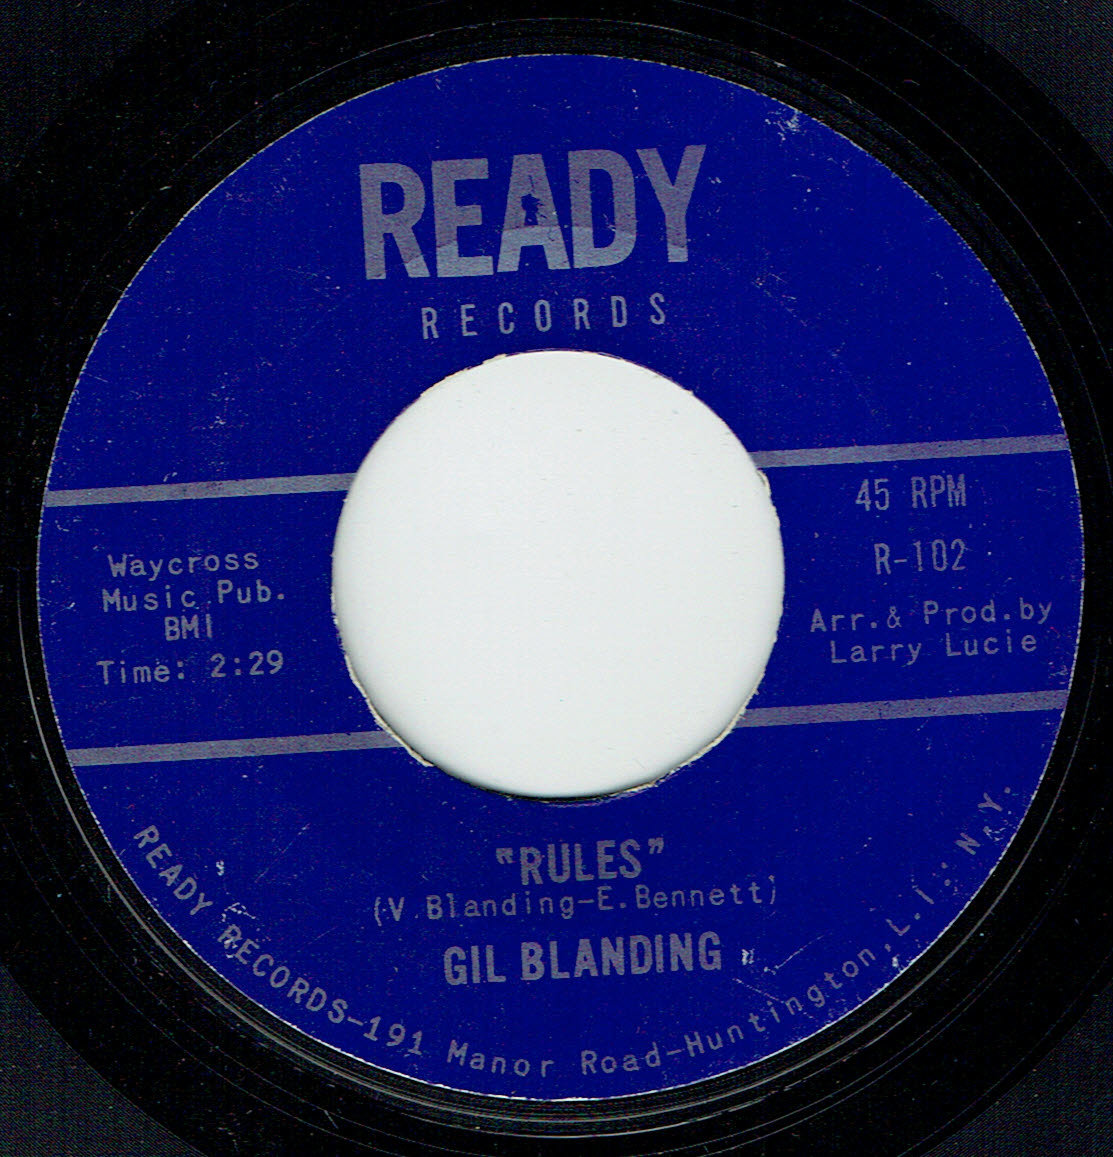 READY
RECORDS
45 RPM
R-102
Arr.& Prod.by
Larry Lucie
Waycross
Music Pub.
BMI
Time: 2:29
"RULES"
(V.Blanding-E.Bennett)
GIL BLANDING
READY RECORDS-191 Manor Road-Huntington,L.I., N.Y.